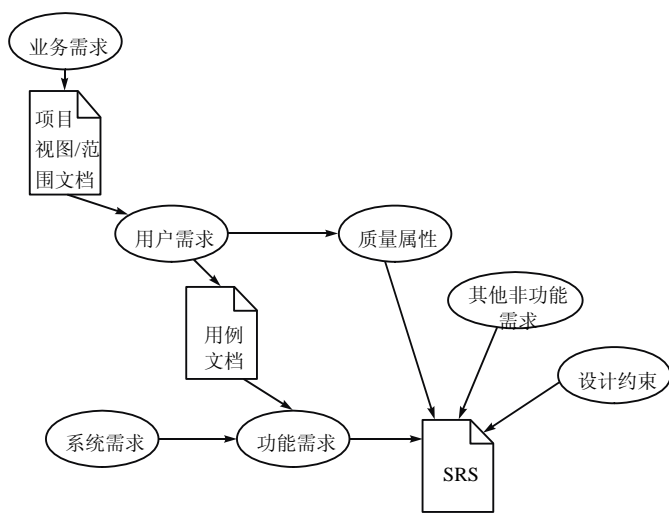 业务需求
项目
视图/范
围文档
用户需求
质量属性
其他非功能
需求
用例
文档
设计约束
系统需求
功能需求
SRS